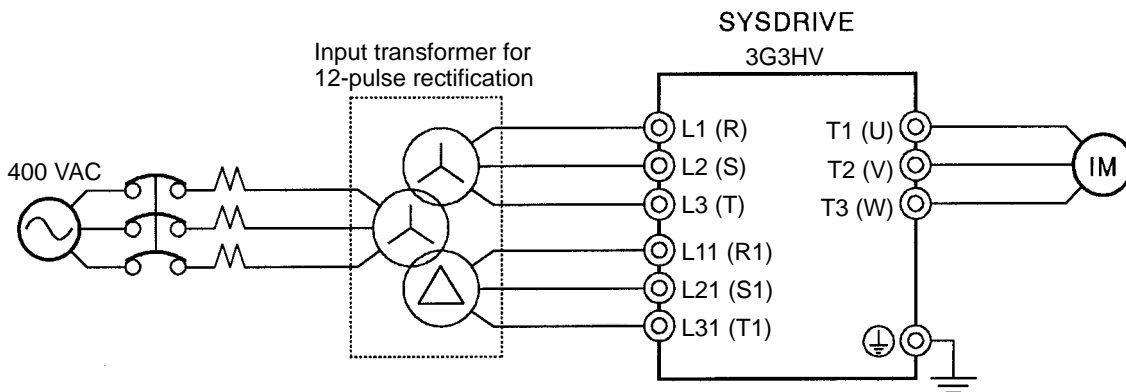 SYSDRIVE
3G3HV
Input transformer for
12-pulse rectification
400 VAC
L1 (R)
L2 (S)
L3 (T)
L11 (R1)
L21 (S1)
L31 (T1)
T1 (U)
T2 (V)
T3 (W)
IM